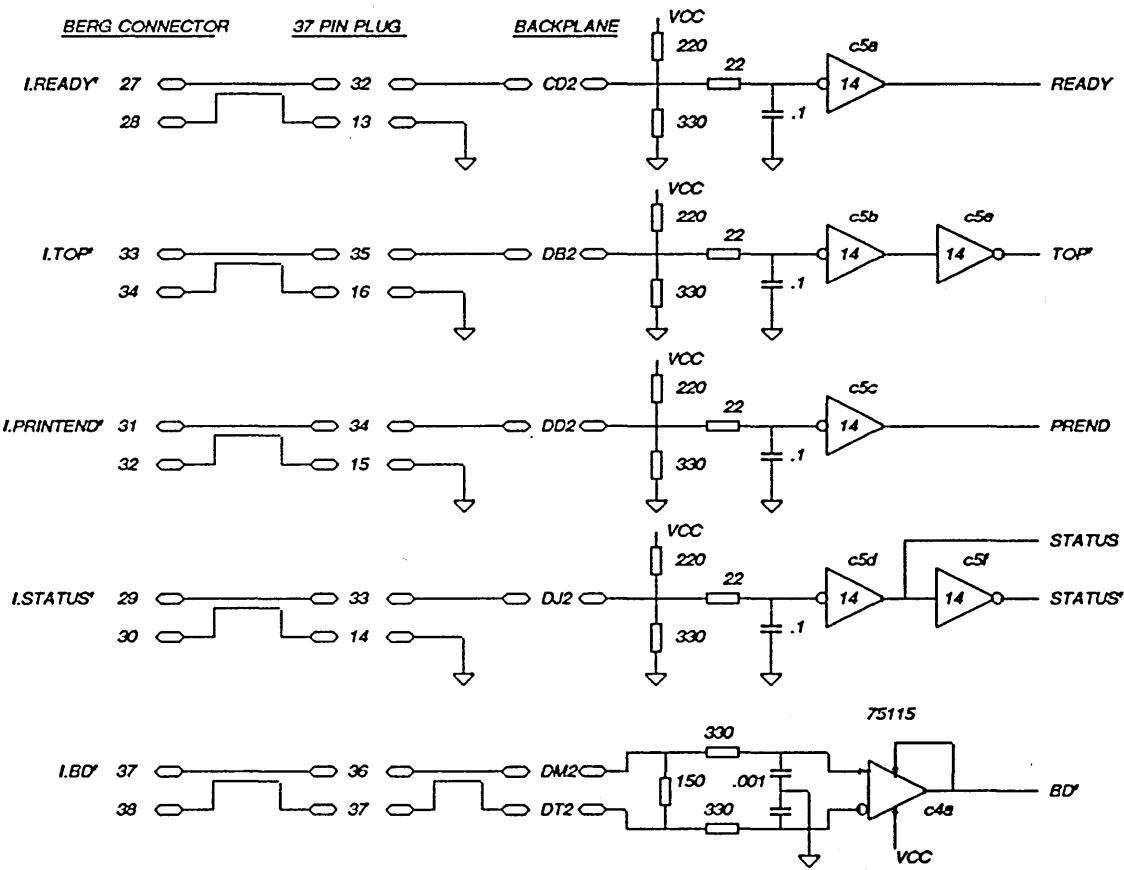 BERG CONNECTOR 37 PIN PLUG BACKPLANE
VCC
220
22
c5a
I.READY' 27 32 CD2 14 READY
28 13 330 .1
VCC
220
22
c5b c5e
I.TOP' 33 35 DB2 14 14 TOP'
34 16 330 .1
VCC
220
22
c5c
I.PRINTEND' 31 34 DD2 14 PREND
32 15 330 .1
VCC
220
22
c5d c5f
STATUS
I.STATUS' 29 33 DJ2 14 14 STATUS'
30 14 330 .1
75115
330
I.BD' 37 36 DM2
150 .001
BD'
38 37 DT2 330 c4a
VCC